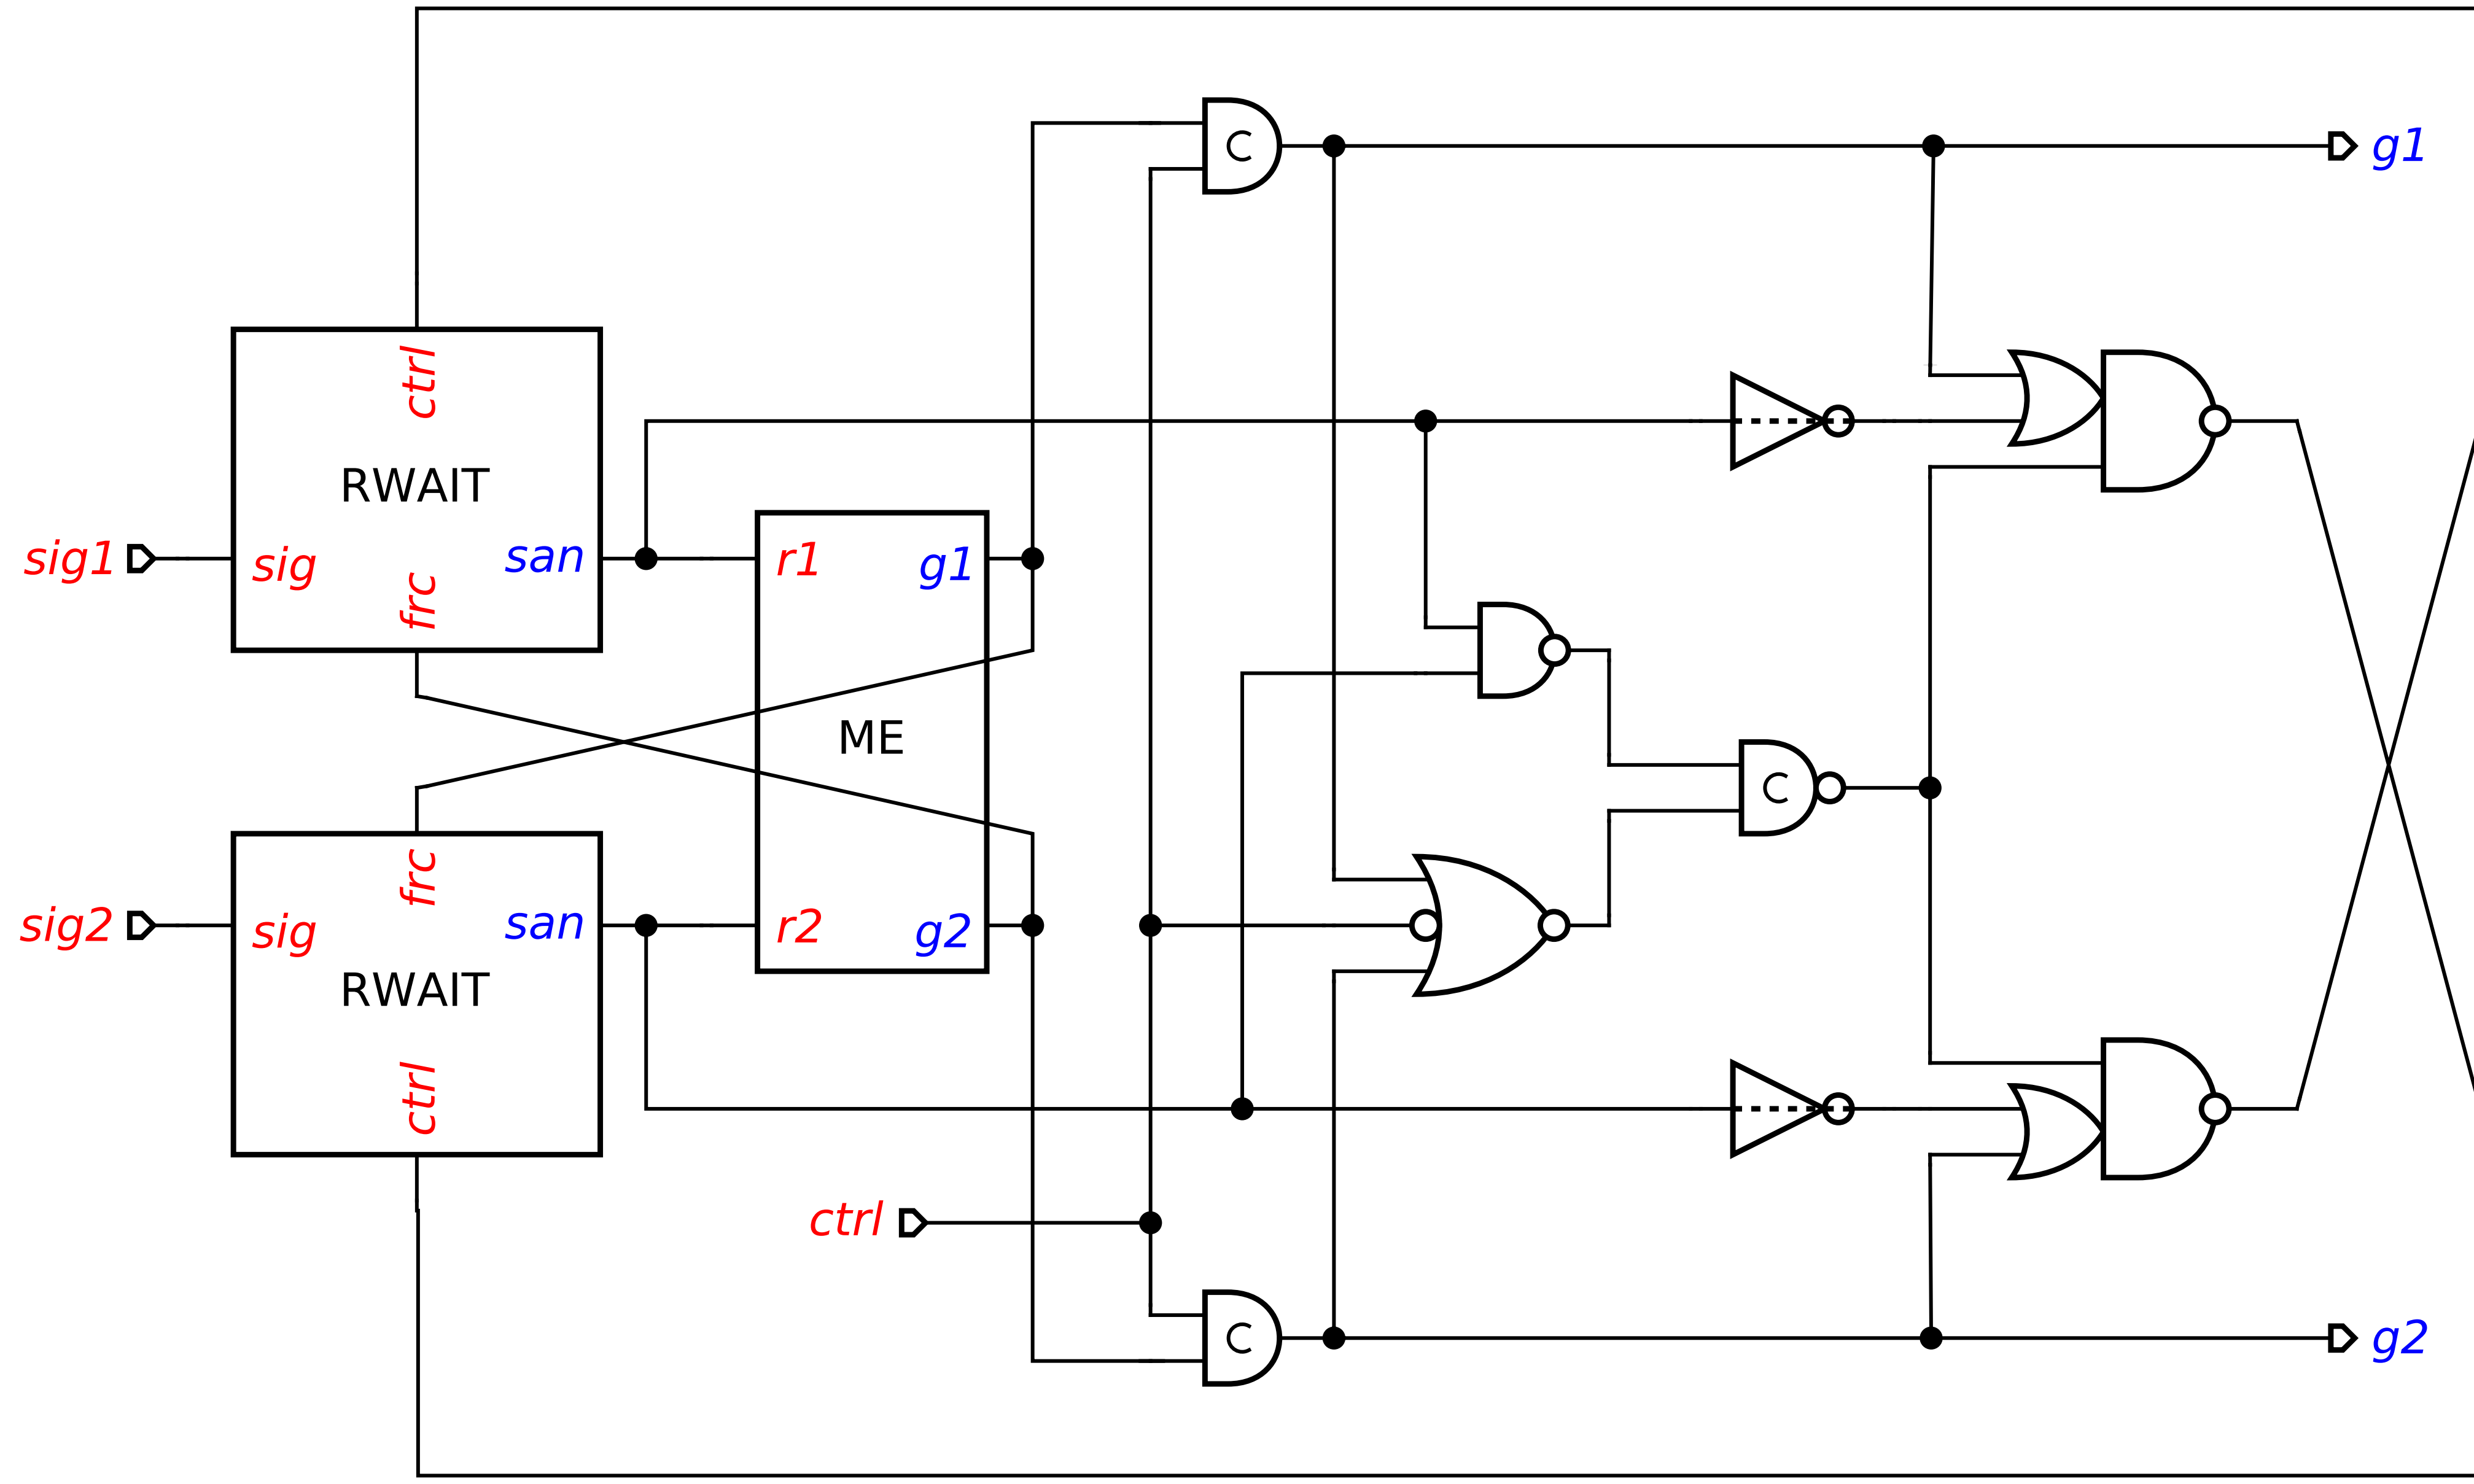 C
g1
ctrl
RWAIT
sig1
sig
san
frc
r1
g1
ME
C
frc
sig2
sig
san
r2
g2
RWAIT
ctrl
ctrl
C
g2